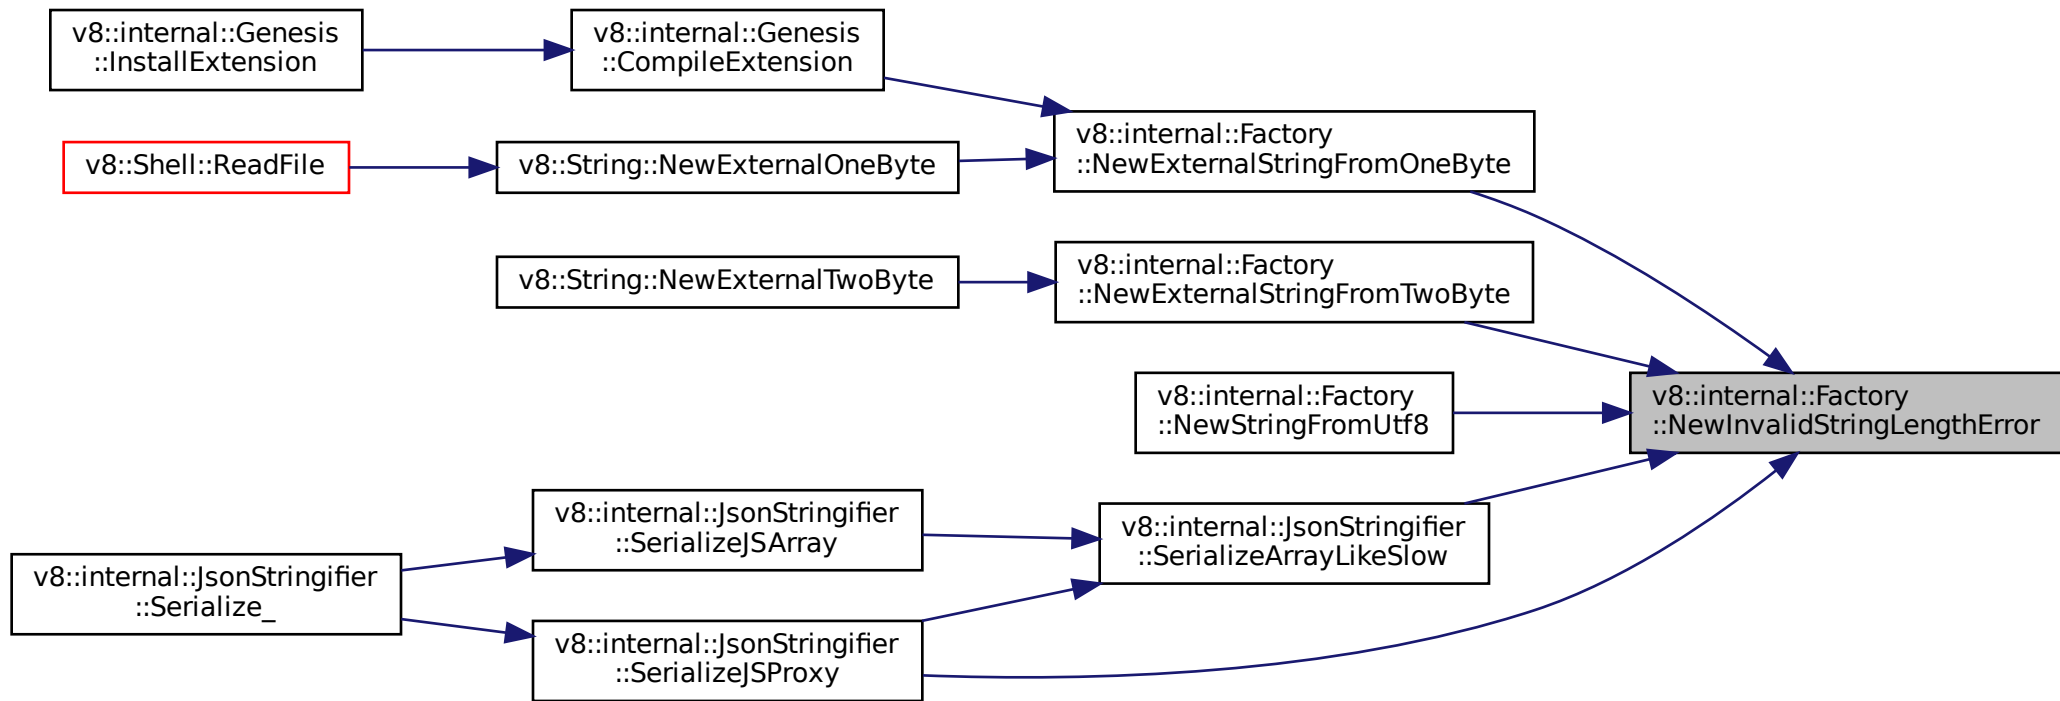 v8::internal::Genesis
::InstallExtension
v8::internal::Genesis
::CompileExtension
v8::internal::Factory
::NewExternalStringFromOneByte
v8::Shell::ReadFile
v8::String::NewExternalOneByte
v8::internal::Factory
::NewExternalStringFromTwoByte
v8::String::NewExternalTwoByte
v8::internal::Factory
::NewStringFromUtf8
v8::internal::Factory
::NewInvalidStringLengthError
v8::internal::JsonStringifier
::SerializeJSArray
v8::internal::JsonStringifier
::SerializeArrayLikeSlow
v8::internal::JsonStringifier
::Serialize_
v8::internal::JsonStringifier
::SerializeJSProxy